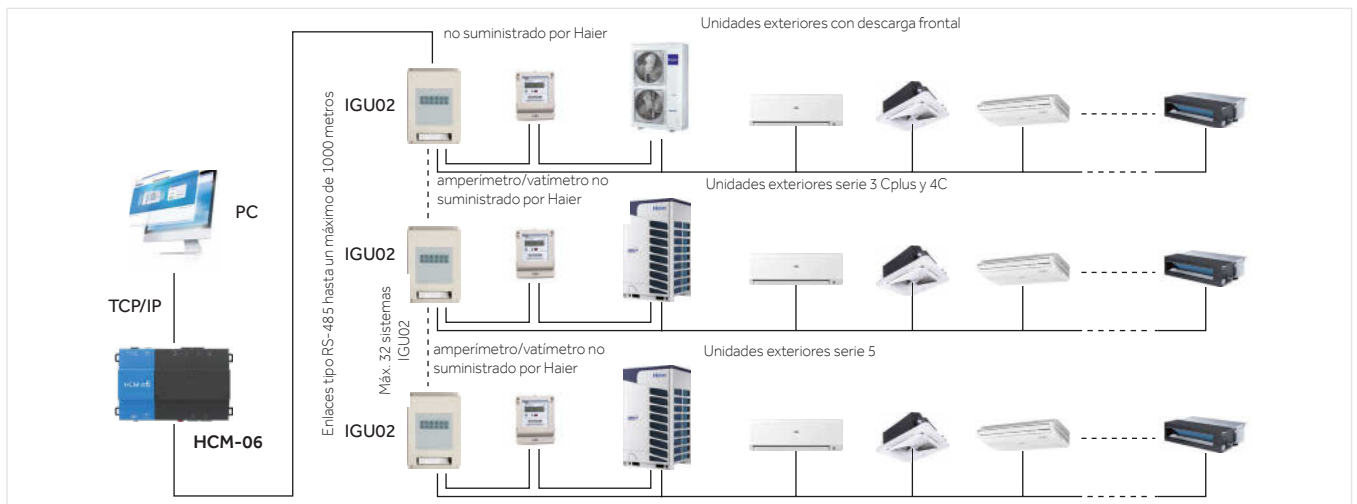 Unidades exteriores con descarga frontal
no suministrado por Haier
IGU02
amperímetro/vatímetro no
suministrado por Haier
Unidades exteriores serie 3 Cplus y 4C
PC
IGU02
TCP/IP
Enlaces tipo RS-485 hasta un máximo de 1000 metros
Máx. 32 sistemas
IGU02
amperímetro/vatímetro no
suministrado por Haier
Unidades exteriores serie 5
HCM-06
IGU02
HCM-06